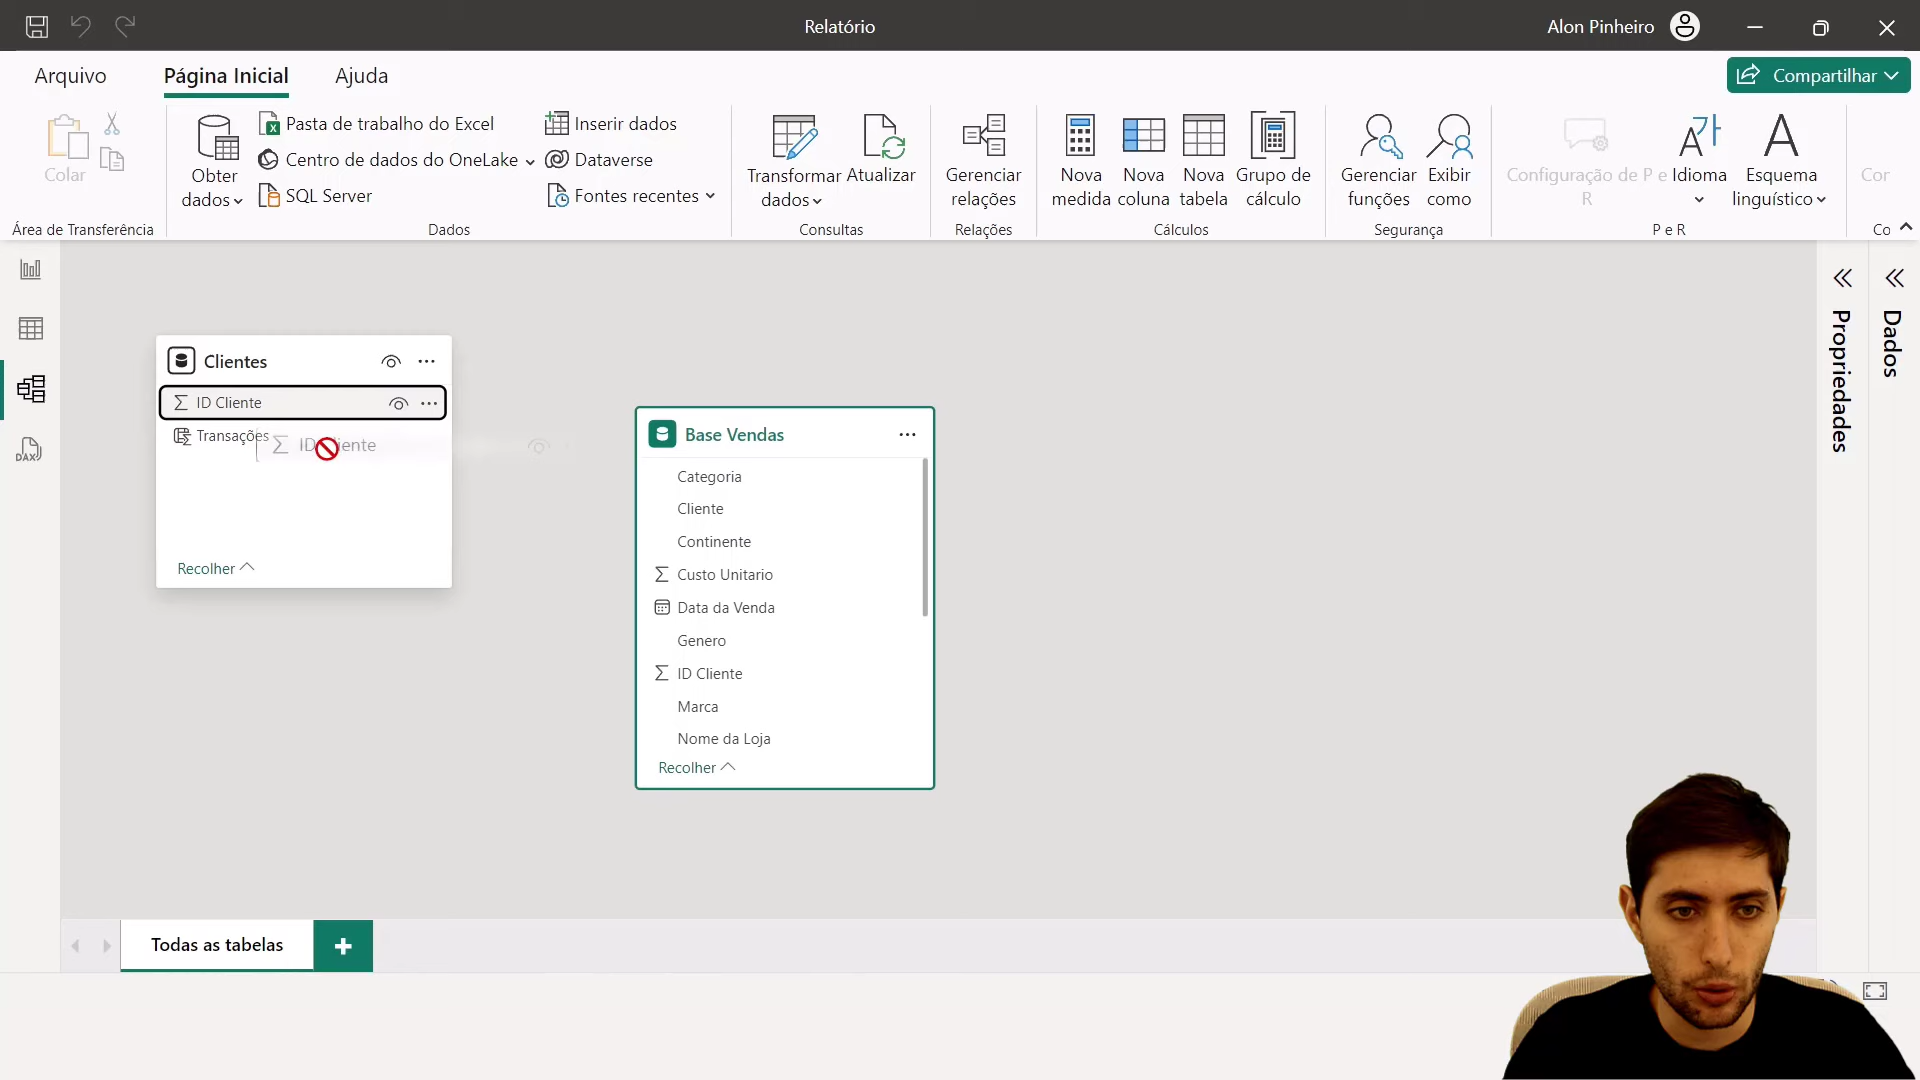 Relatório
Alon Pinheiro
Arquivo
Página Inicial
Ajuda
Compartilhar
Colar
Área de Transferência
Obter
dados
Pasta de trabalho do Excel
Centro de dados do OneLake
SQL Server
Inserir dados
Dataverse
Fontes recentes
Dados
Transformar
dados
Atualizar
Consultas
Gerenciar
relações
Relações
Nova
medida
Nova
coluna
Nova
tabela
Grupo de
cálculo
Cálculos
Gerenciar
funções
Exibir
como
Segurança
Configuração de P e
R
Idioma
Esquema
linguístico
P e R
Cor
Co
DAX
Clientes
ID Cliente
Transações
Recolher
Base Vendas
Categoria
Cliente
Continente
Custo Unitario
Data da Venda
Genero
ID Cliente
Marca
Nome da Loja
Recolher
Propriedades
Dados
Todas as tabelas